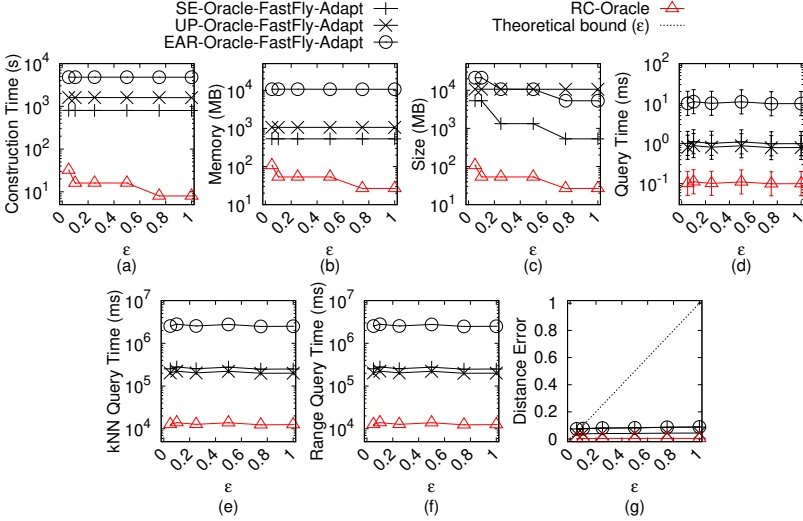 SE-Oracle-FastFly-Adapt
UP-Oracle-FastFly-Adapt
EAR-Oracle-FastFly-Adapt
RC-Oracle
Theoretical bound (ε)
Construction Time (s)
10^4
10^3
10^2
10^1
0 0.2 0.4 0.6 0.8 1
ε
(a)
Memory (MB)
10^4
10^3
10^2
10^1
0 0.2 0.4 0.6 0.8 1
ε
(b)
Size (MB)
10^4
10^3
10^2
10^1
0 0.2 0.4 0.6 0.8 1
ε
(c)
Query Time (ms)
10^2
10^1
10^0
10^-1
0 0.2 0.4 0.6 0.8 1
ε
(d)
kNN Query Time (ms)
10^7
10^6
10^5
10^4
0 0.2 0.4 0.6 0.8 1
ε
(e)
Range Query Time (ms)
10^7
10^6
10^5
10^4
0 0.2 0.4 0.6 0.8 1
ε
(f)
Distance Error
1
0.8
0.6
0.4
0.2
0
0 0.2 0.4 0.6 0.8 1
ε
(g)